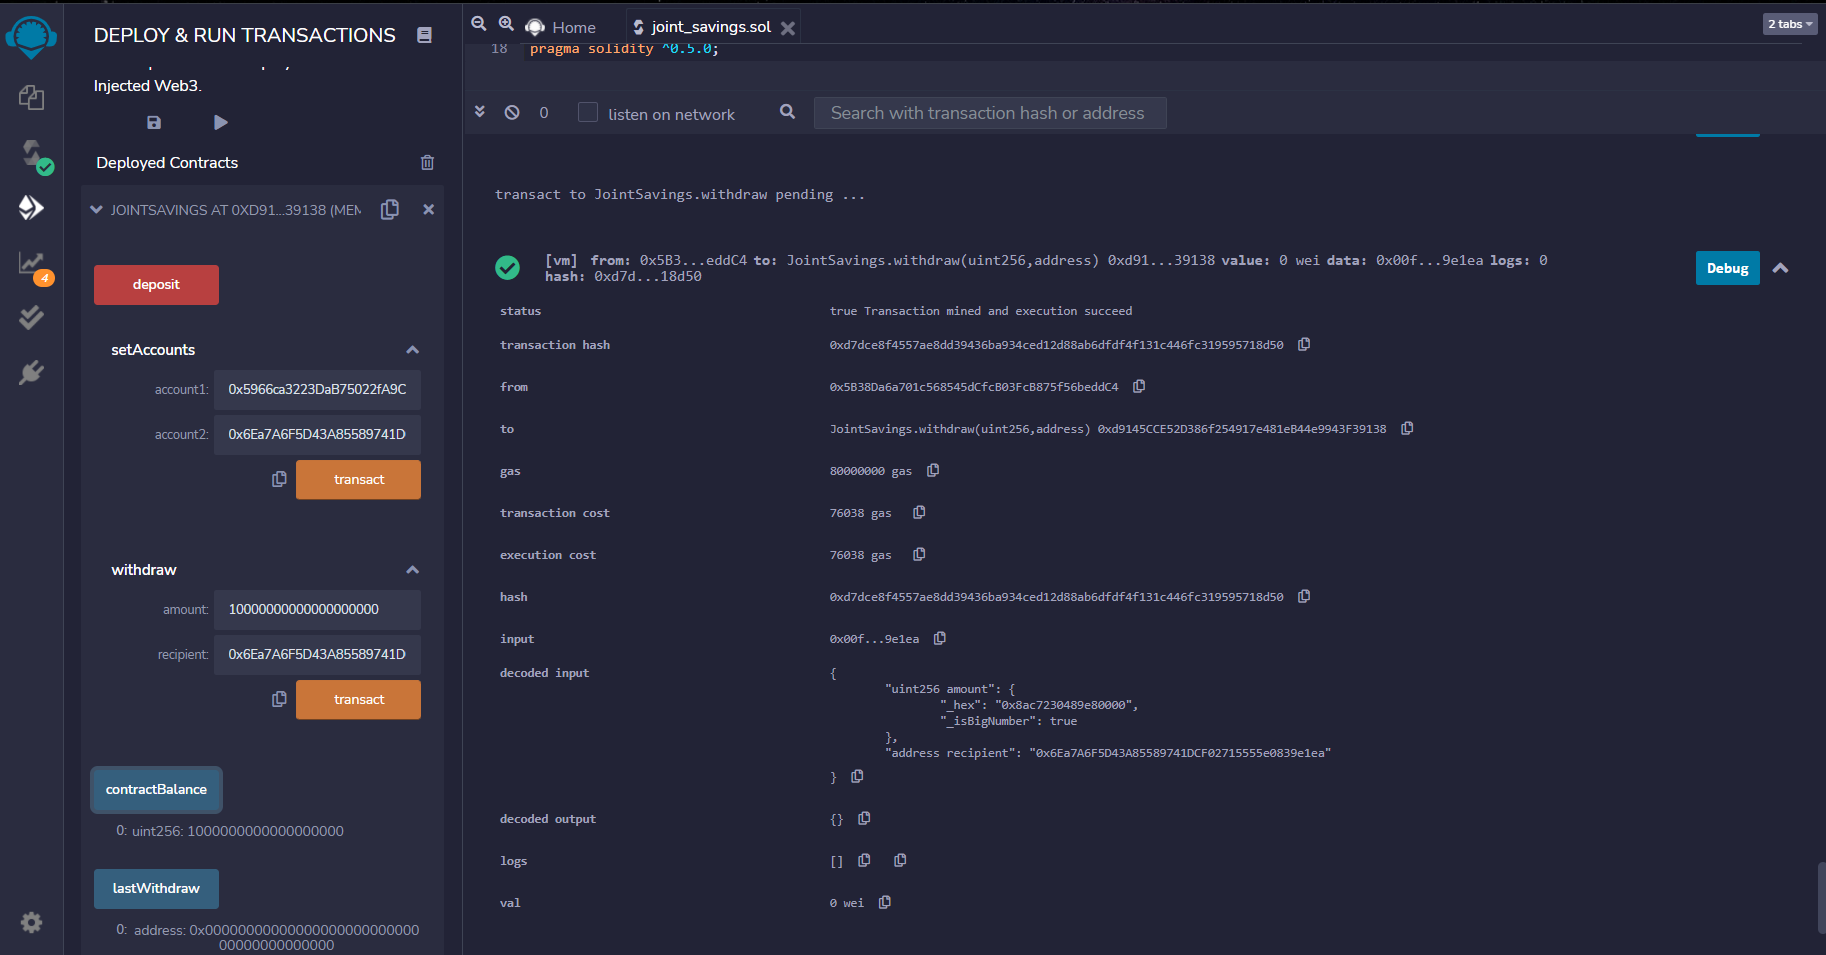 DEPLOY & RUN TRANSACTIONS
Injected Web3.
Deployed Contracts
JOINTSAVINGS AT 0XD91...39138 (MEM
deposit
setAccounts
account1: 0x5966ca3223DaB75022fA9C
account2: 0x6Ea7A6F5D43A85589741D
transact
withdraw
amount: 10000000000000000000
recipient: 0x6Ea7A6F5D43A85589741D
transact
contractBalance
0: uint256: 1000000000000000000
lastWithdraw
0: address: 0x00000000000000000000000000
00000000000000
4
Home
joint_savings.sol
2 tabs
18 pragma solidity ^0.5.0;
0
listen on network
Search with transaction hash or address
transact to JointSavings.withdraw pending ...
[vm] from: 0x5B3...eddC4 to: JointSavings.withdraw(uint256,address) 0xd91...39138 value: 0 wei data: 0x00f...9e1ea logs: 0
hash: 0xd7d...18d50
Debug
status true Transaction mined and execution succeed
transaction hash 0xd7dce8f4557ae8dd39436ba934ced12d88ab6dfdf4f131c446fc319595718d50
from 0x5B38Da6a701c568545dCfcB03FcB875f56beddC4
to JointSavings.withdraw(uint256,address) 0xd9145CCE52D386f254917e481eB44e9943F39138
gas 80000000 gas
transaction cost 76038 gas
execution cost 76038 gas
hash 0xd7dce8f4557ae8dd39436ba934ced12d88ab6dfdf4f131c446fc319595718d50
input 0x00f...9e1ea
decoded input {
"uint256 amount": {
"_hex": "0x8ac7230489e80000",
"_isBigNumber": true
},
"address recipient": "0x6Ea7A6F5D43A85589741DCF02715555e0839e1ea"
}
decoded output {}
logs []
val 0 wei